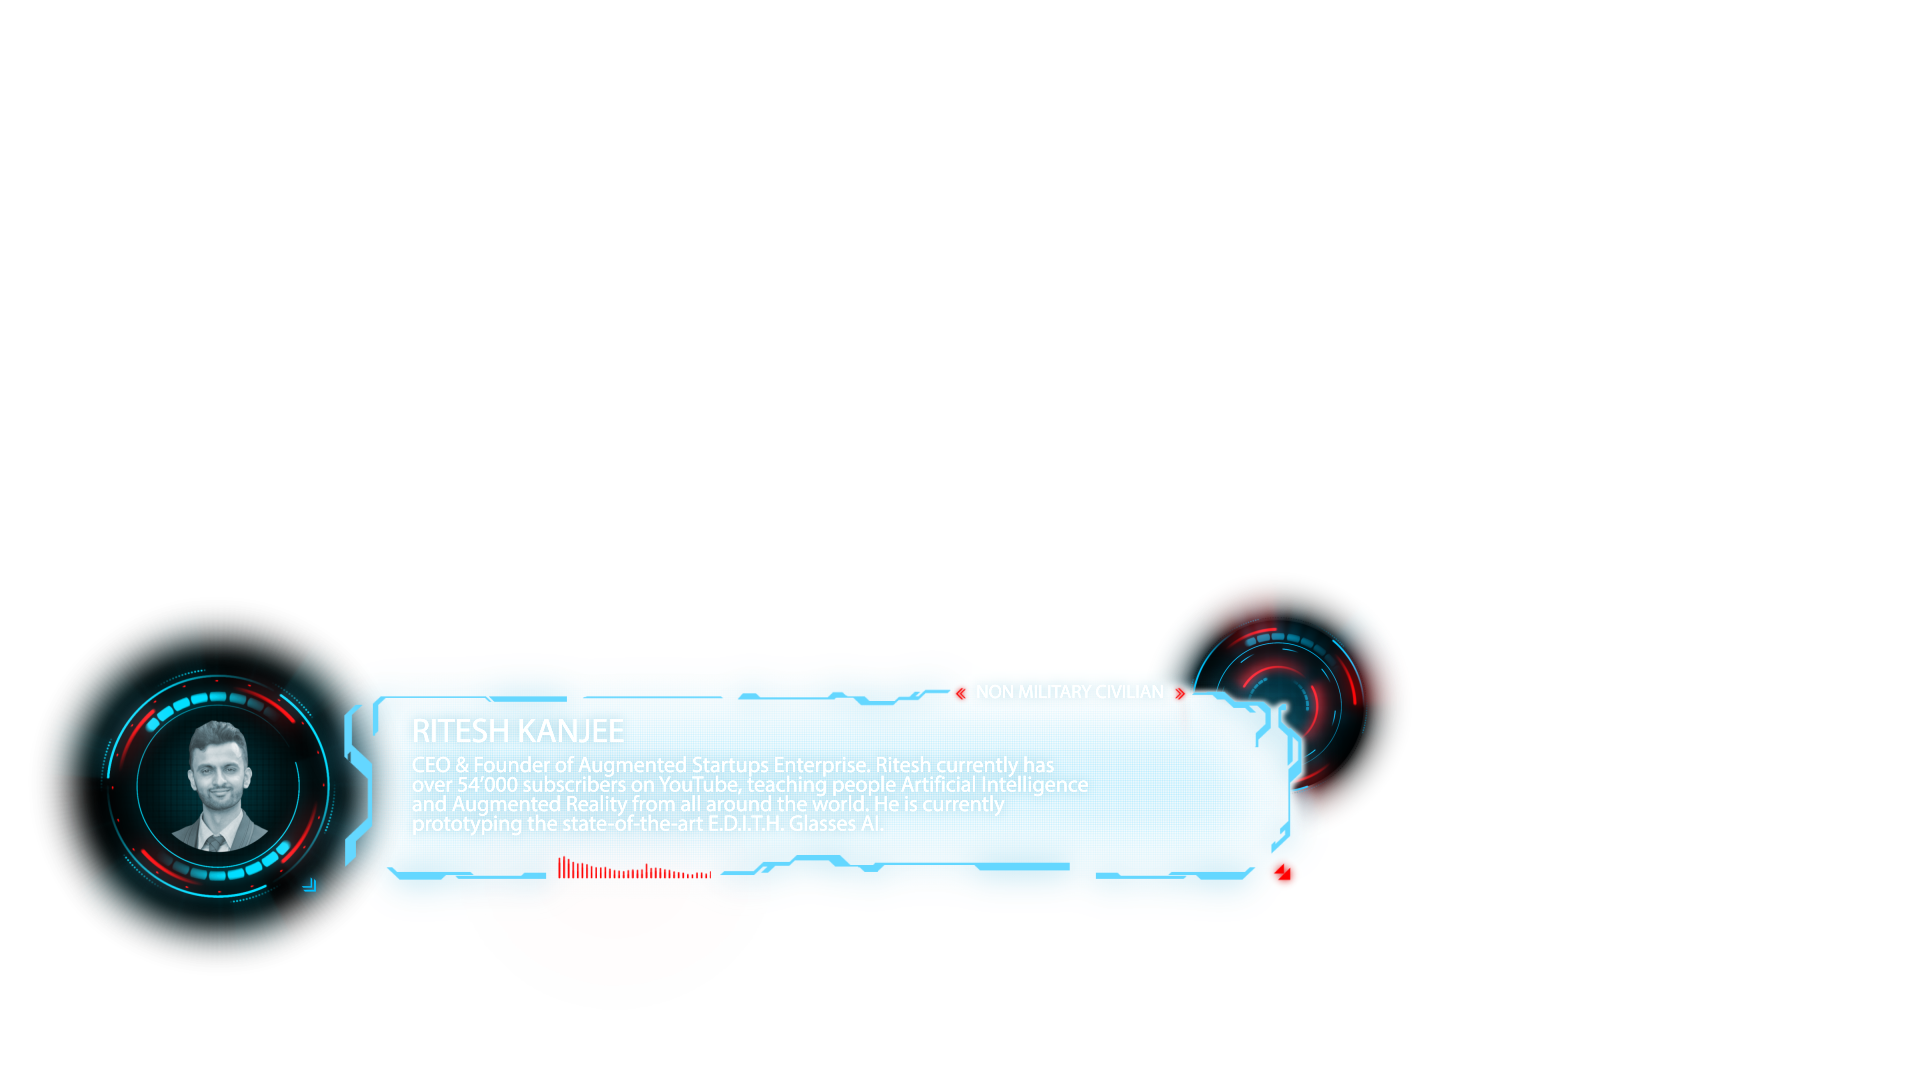 NON MILITARY CIVILIAN
RITESH KANJEE
CEO & Founder of Augmented Startups Enterprise. Ritesh currently has
over 54’000 subscribers on YouTube, teaching people Artificial Intelligence
and Augmented Reality from all around the world. He is currently
prototyping the state-of-the-art E.D.I.T.H. Glasses AI.